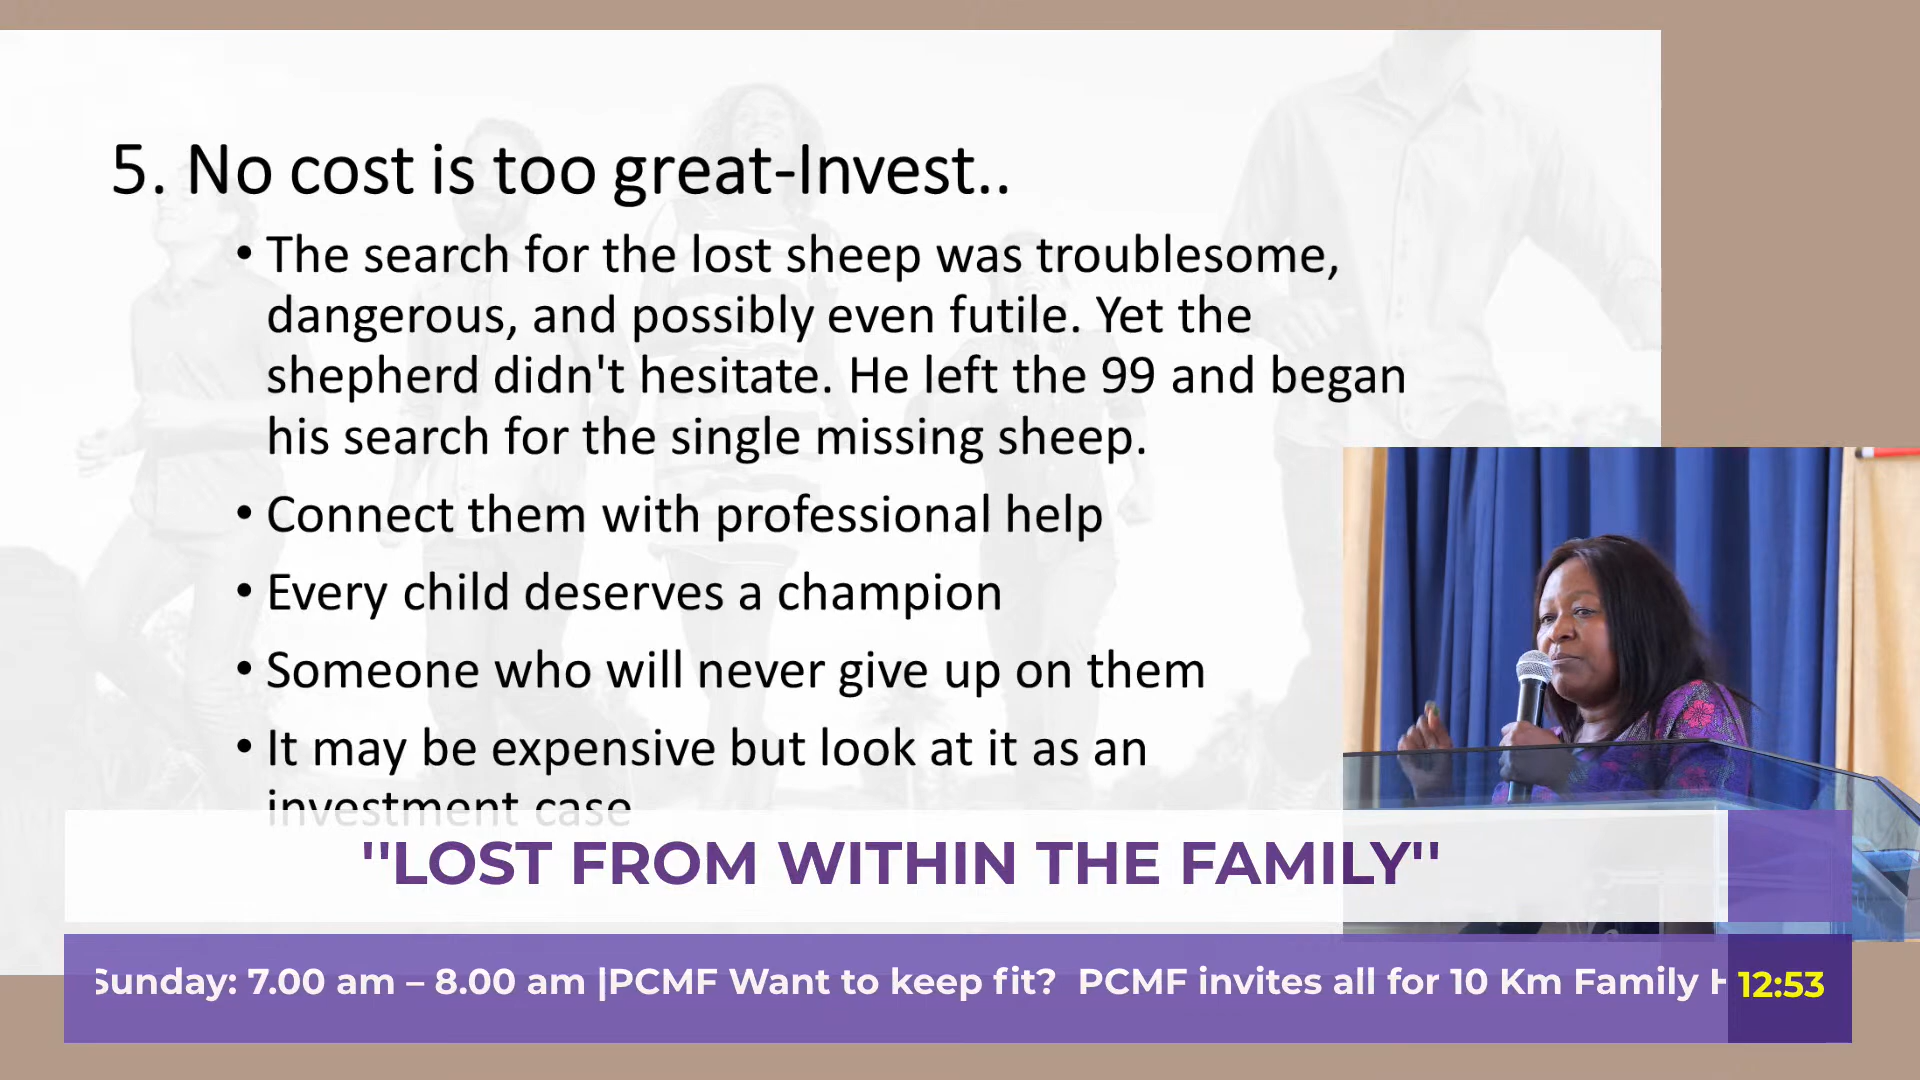 5. No cost is too great-Invest..
• The search for the lost sheep was troublesome,
dangerous, and possibly even futile. Yet the
shepherd didn't hesitate. He left the 99 and began
his search for the single missing sheep.
• Connect them with professional help
• Every child deserves a champion
• Someone who will never give up on them
• It may be expensive but look at it as an
investment case
''LOST FROM WITHIN THE FAMILY''
Sunday: 7.00 am – 8.00 am |PCMF Want to keep fit? PCMF invites all for 10 Km Family H
12:53